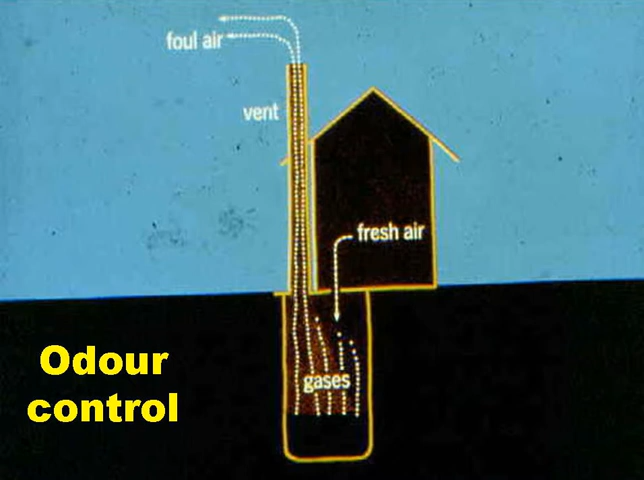 foul air
vent
fresh air
gases
Odour
control